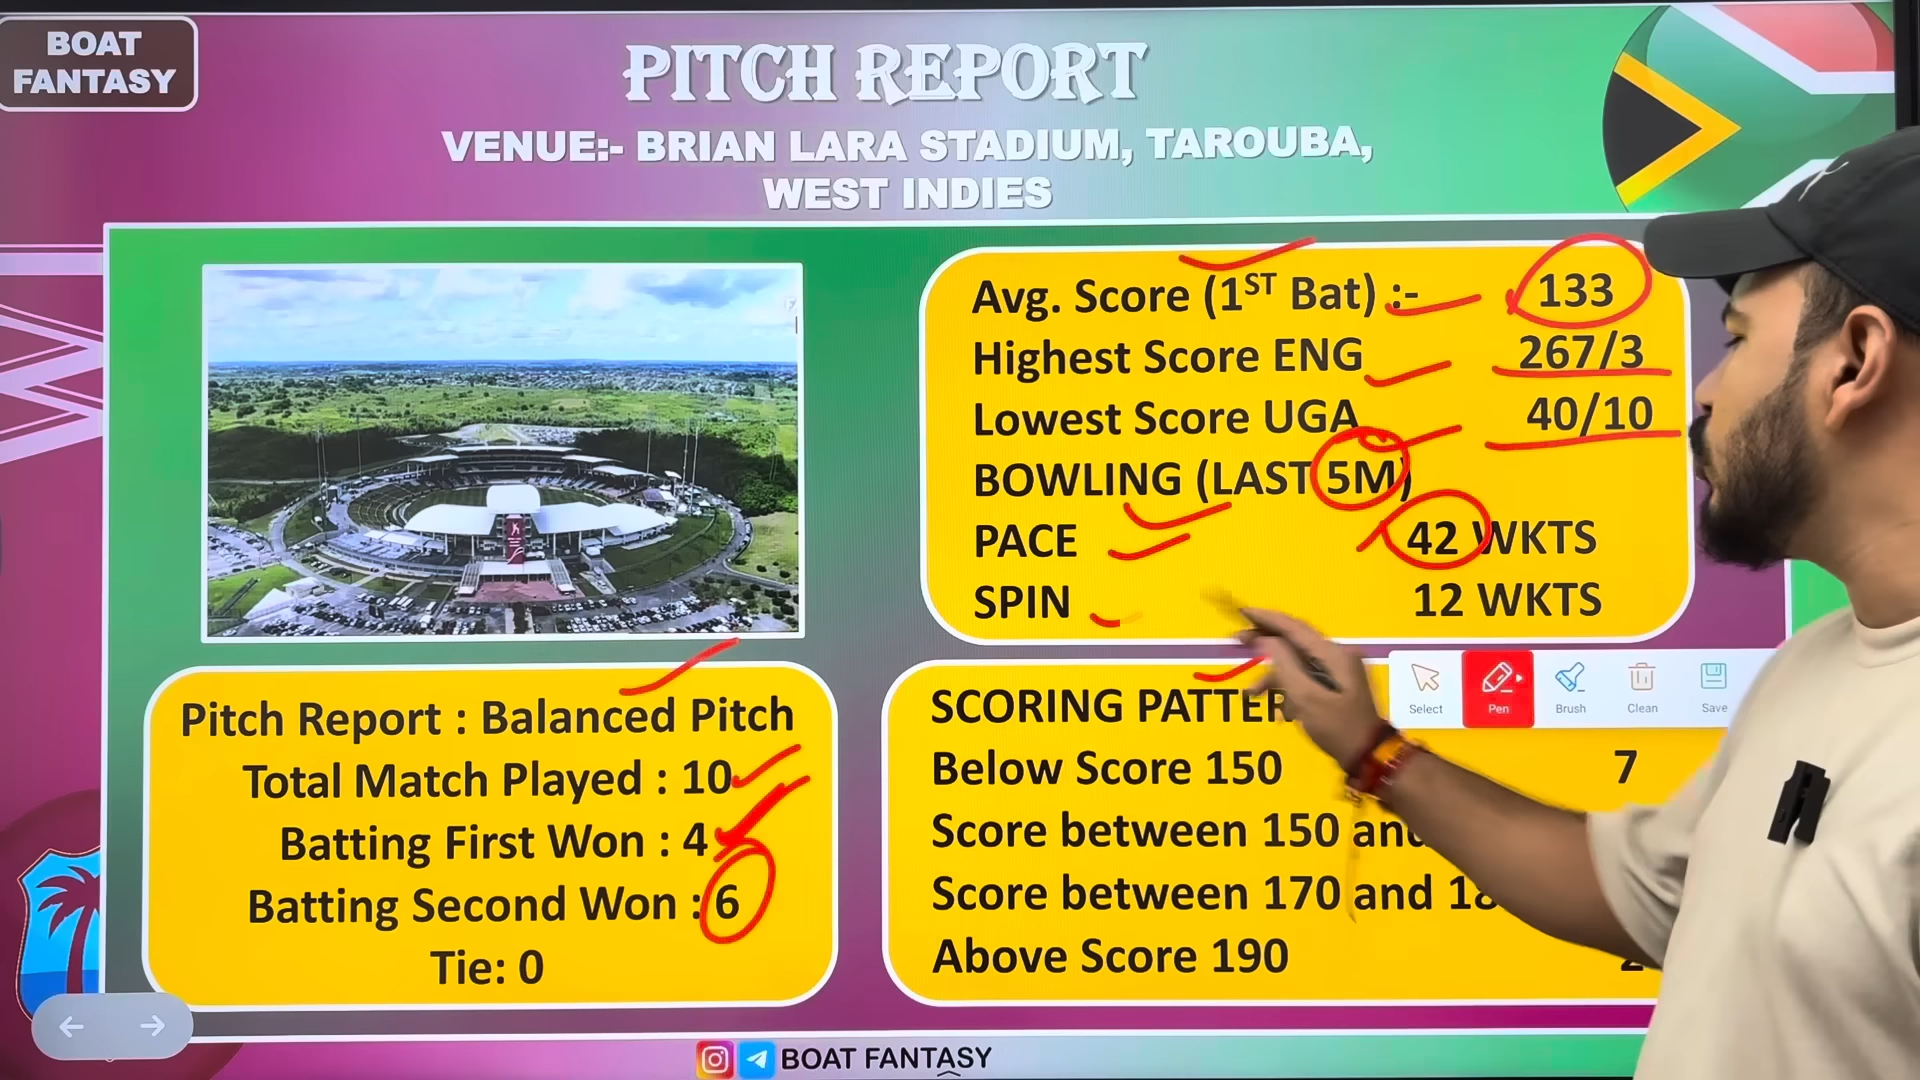 BOAT
FANTASY
PITCH REPORT
VENUE:- BRIAN LARA STADIUM, TAROUBA,
WEST INDIES
Avg. Score (1ST Bat) :- 133
Highest Score ENG 267/3
Lowest Score UGA 40/10
BOWLING (LAST 5M)
PACE 42 WKTS
SPIN 12 WKTS
Pitch Report : Balanced Pitch
Total Match Played : 10
Batting First Won : 4
Batting Second Won : 6
Tie: 0
SCORING
Below Score 150 7
Score between 150
Score between 170 and
Above Score 190
Select
Pen
Brush
Clean
Save
BOAT FANTASY